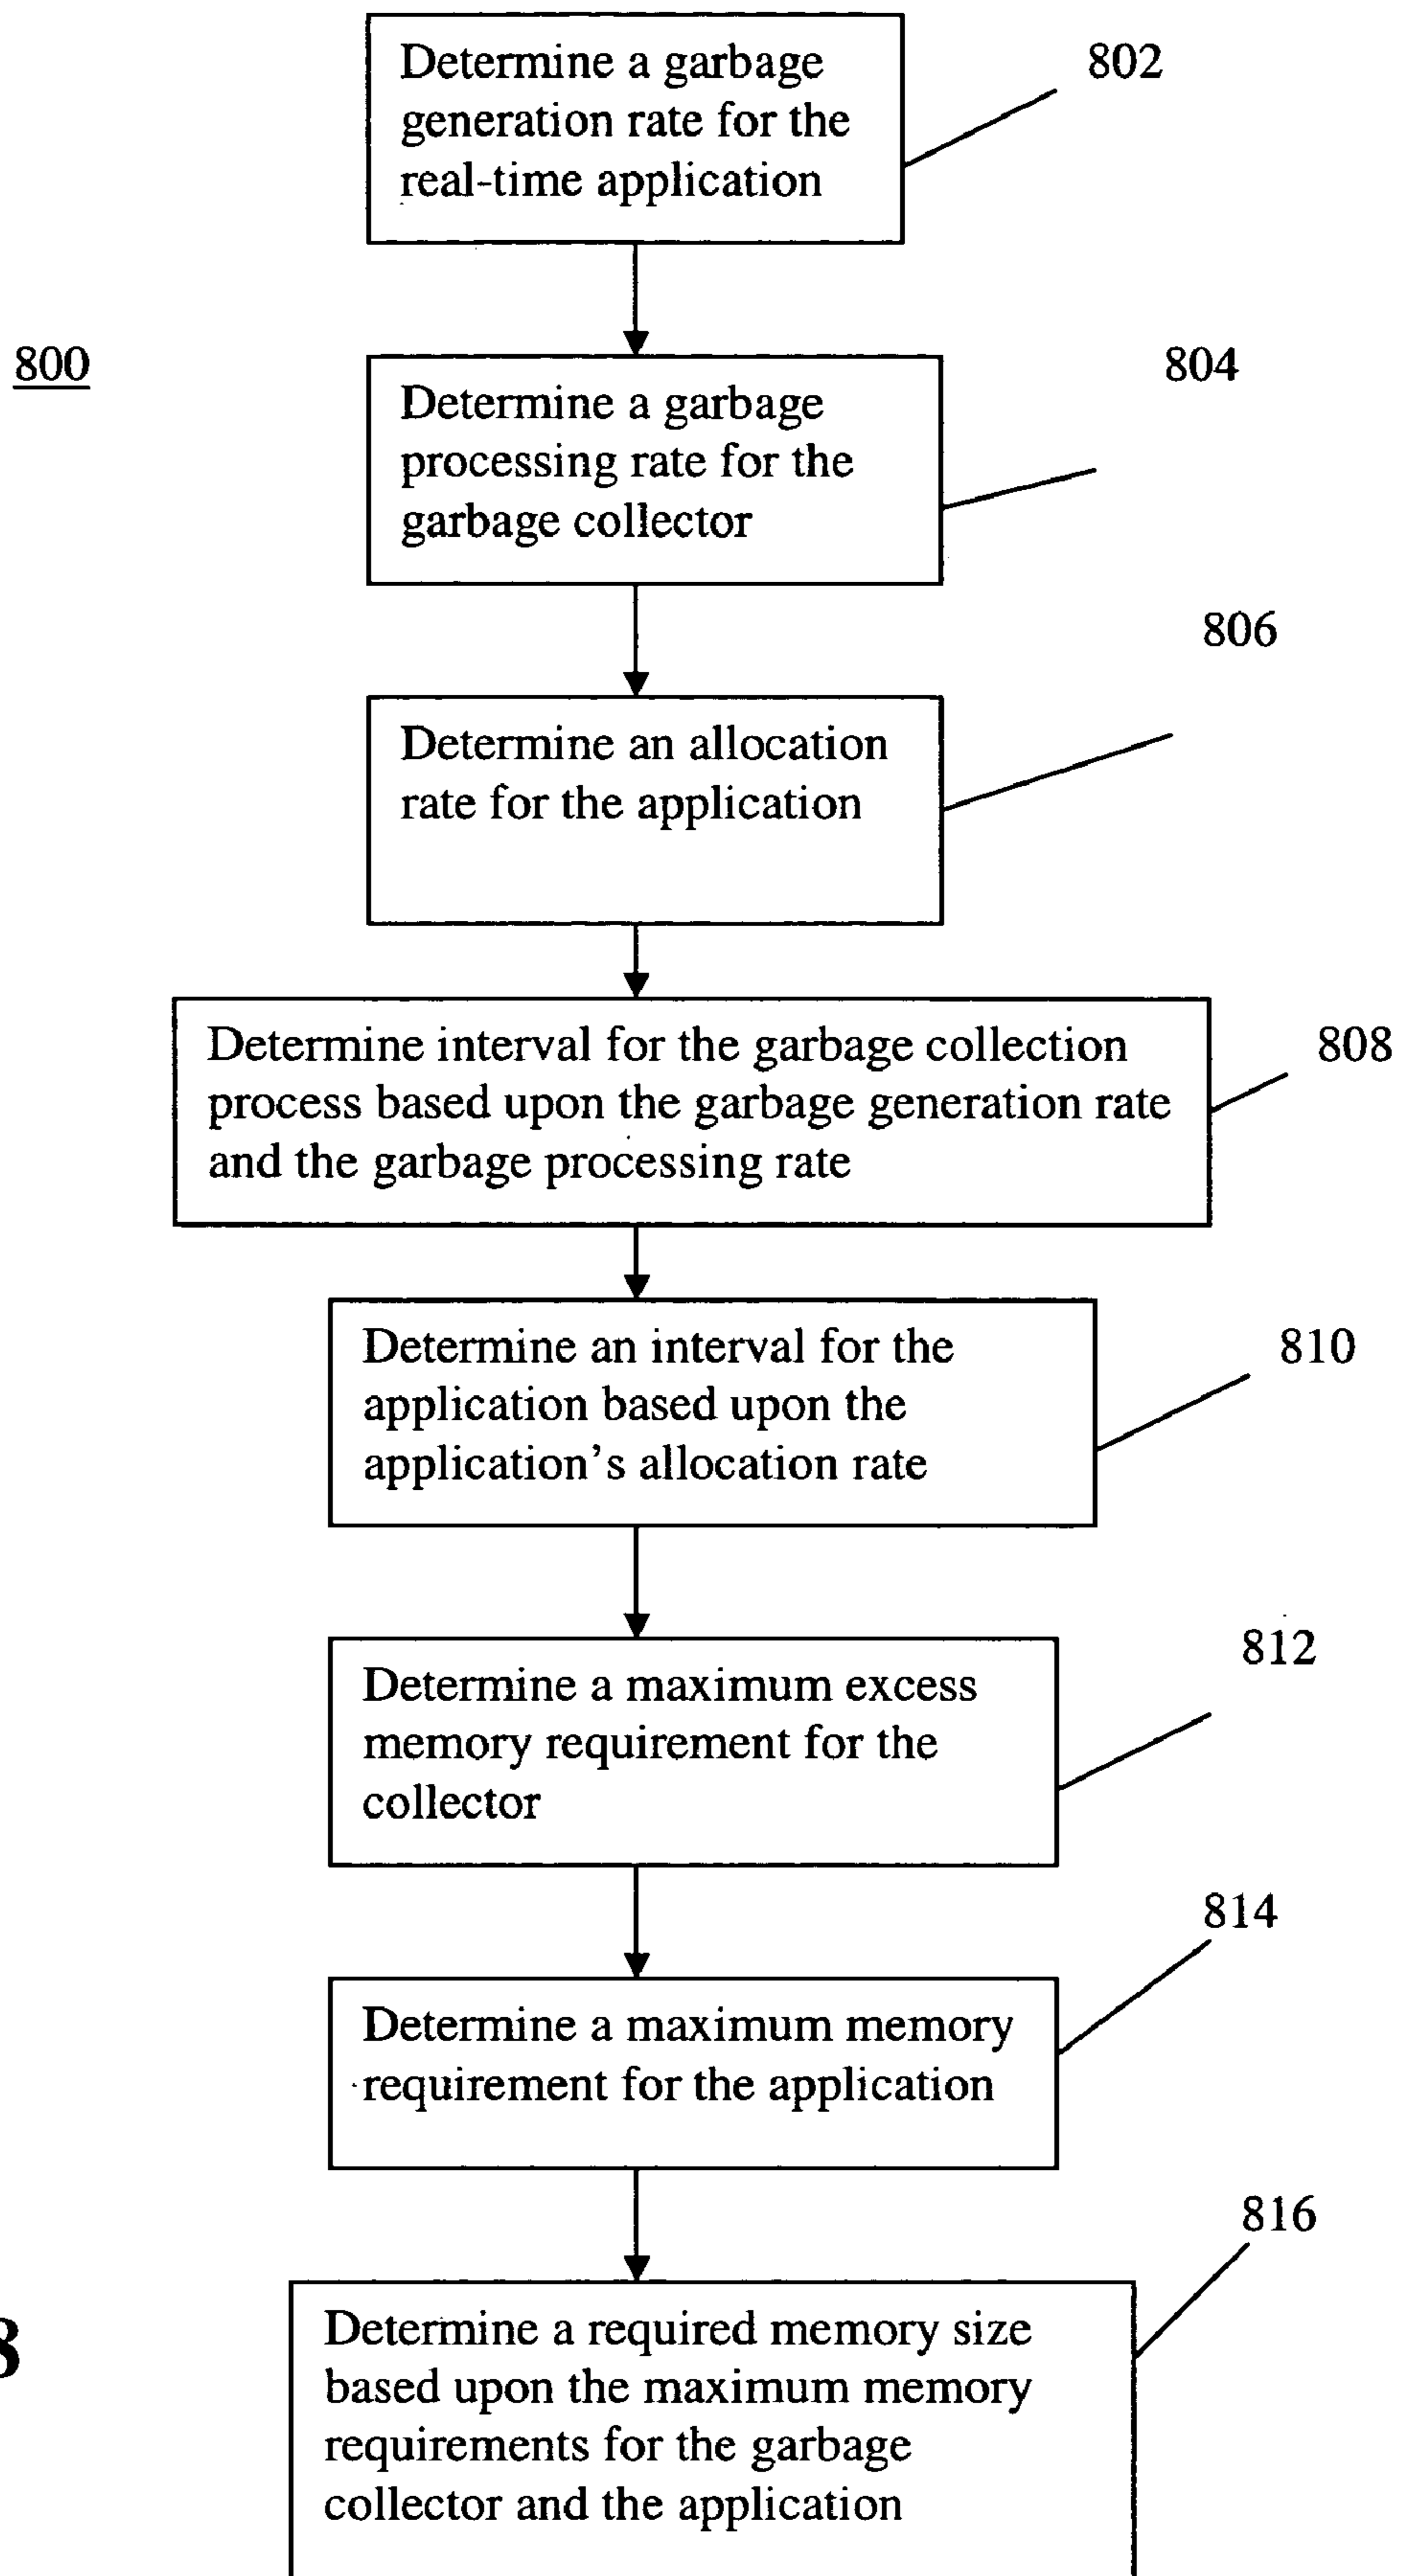 Determine a garbage
generation rate for the
real-time application
802
800
Determine a garbage
processing rate for the
garbage collector
804
806
Determine an allocation
rate for the application
Determine interval for the garbage collection
process based upon the garbage generation rate
and the garbage processing rate
808
Determine an interval for the
application based upon the
application's allocation rate
810
Determine a maximum excess
memory requirement for the
collector
812
814
Determine a maximum memory
requirement for the application
816
Determine a required memory size
based upon the maximum memory
requirements for the garbage
collector and the application